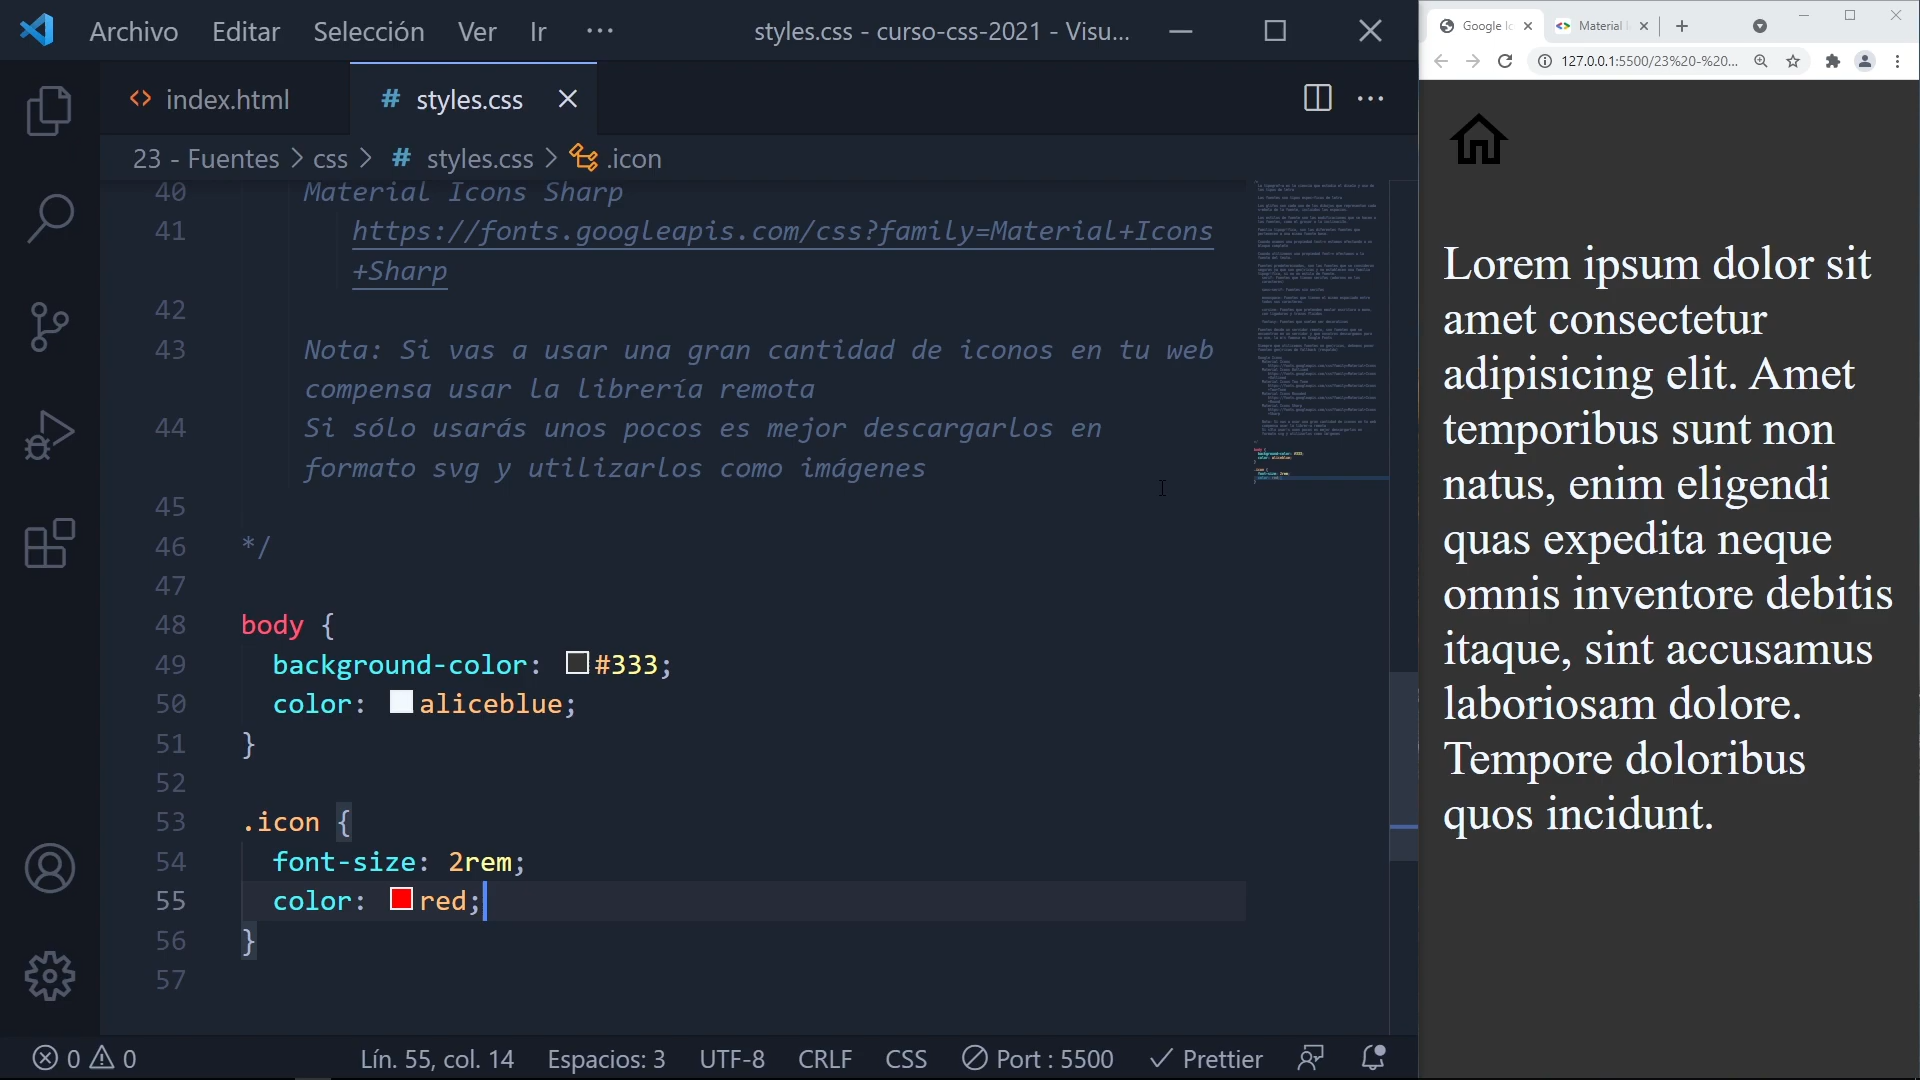 Archivo Editar Selección Ver Ir ··· styles.css - curso-css-2021 - Visu...
index.html # styles.css
23 - Fuentes > css > # styles.css > .icon
40 Material Icons Sharp
41 https://fonts.googleapis.com/css?family=Material+Icons
+Sharp
42
43 Nota: Si vas a usar una gran cantidad de iconos en tu web
compensa usar la librería remota
44 Si sólo usarás unos pocos es mejor descargarlos en
formato svg y utilizarlos como imágenes
45
46 */
47
48 body {
49 background-color: #333;
50 color: aliceblue;
51 }
52
53 .icon {
54 font-size: 2rem;
55 color: red;
56 }
57
0 0 Lín. 55, col. 14 Espacios: 3 UTF-8 CRLF CSS Port : 5500 Prettier
Google Ic Material
127.0.0.1:5500/23%20-%20...
Lorem ipsum dolor sit
amet consectetur
adipisicing elit. Amet
temporibus sunt non
natus, enim eligendi
quas expedita neque
omnis inventore debitis
itaque, sint accusamus
laboriosam dolore.
Tempore doloribus
quos incidunt.